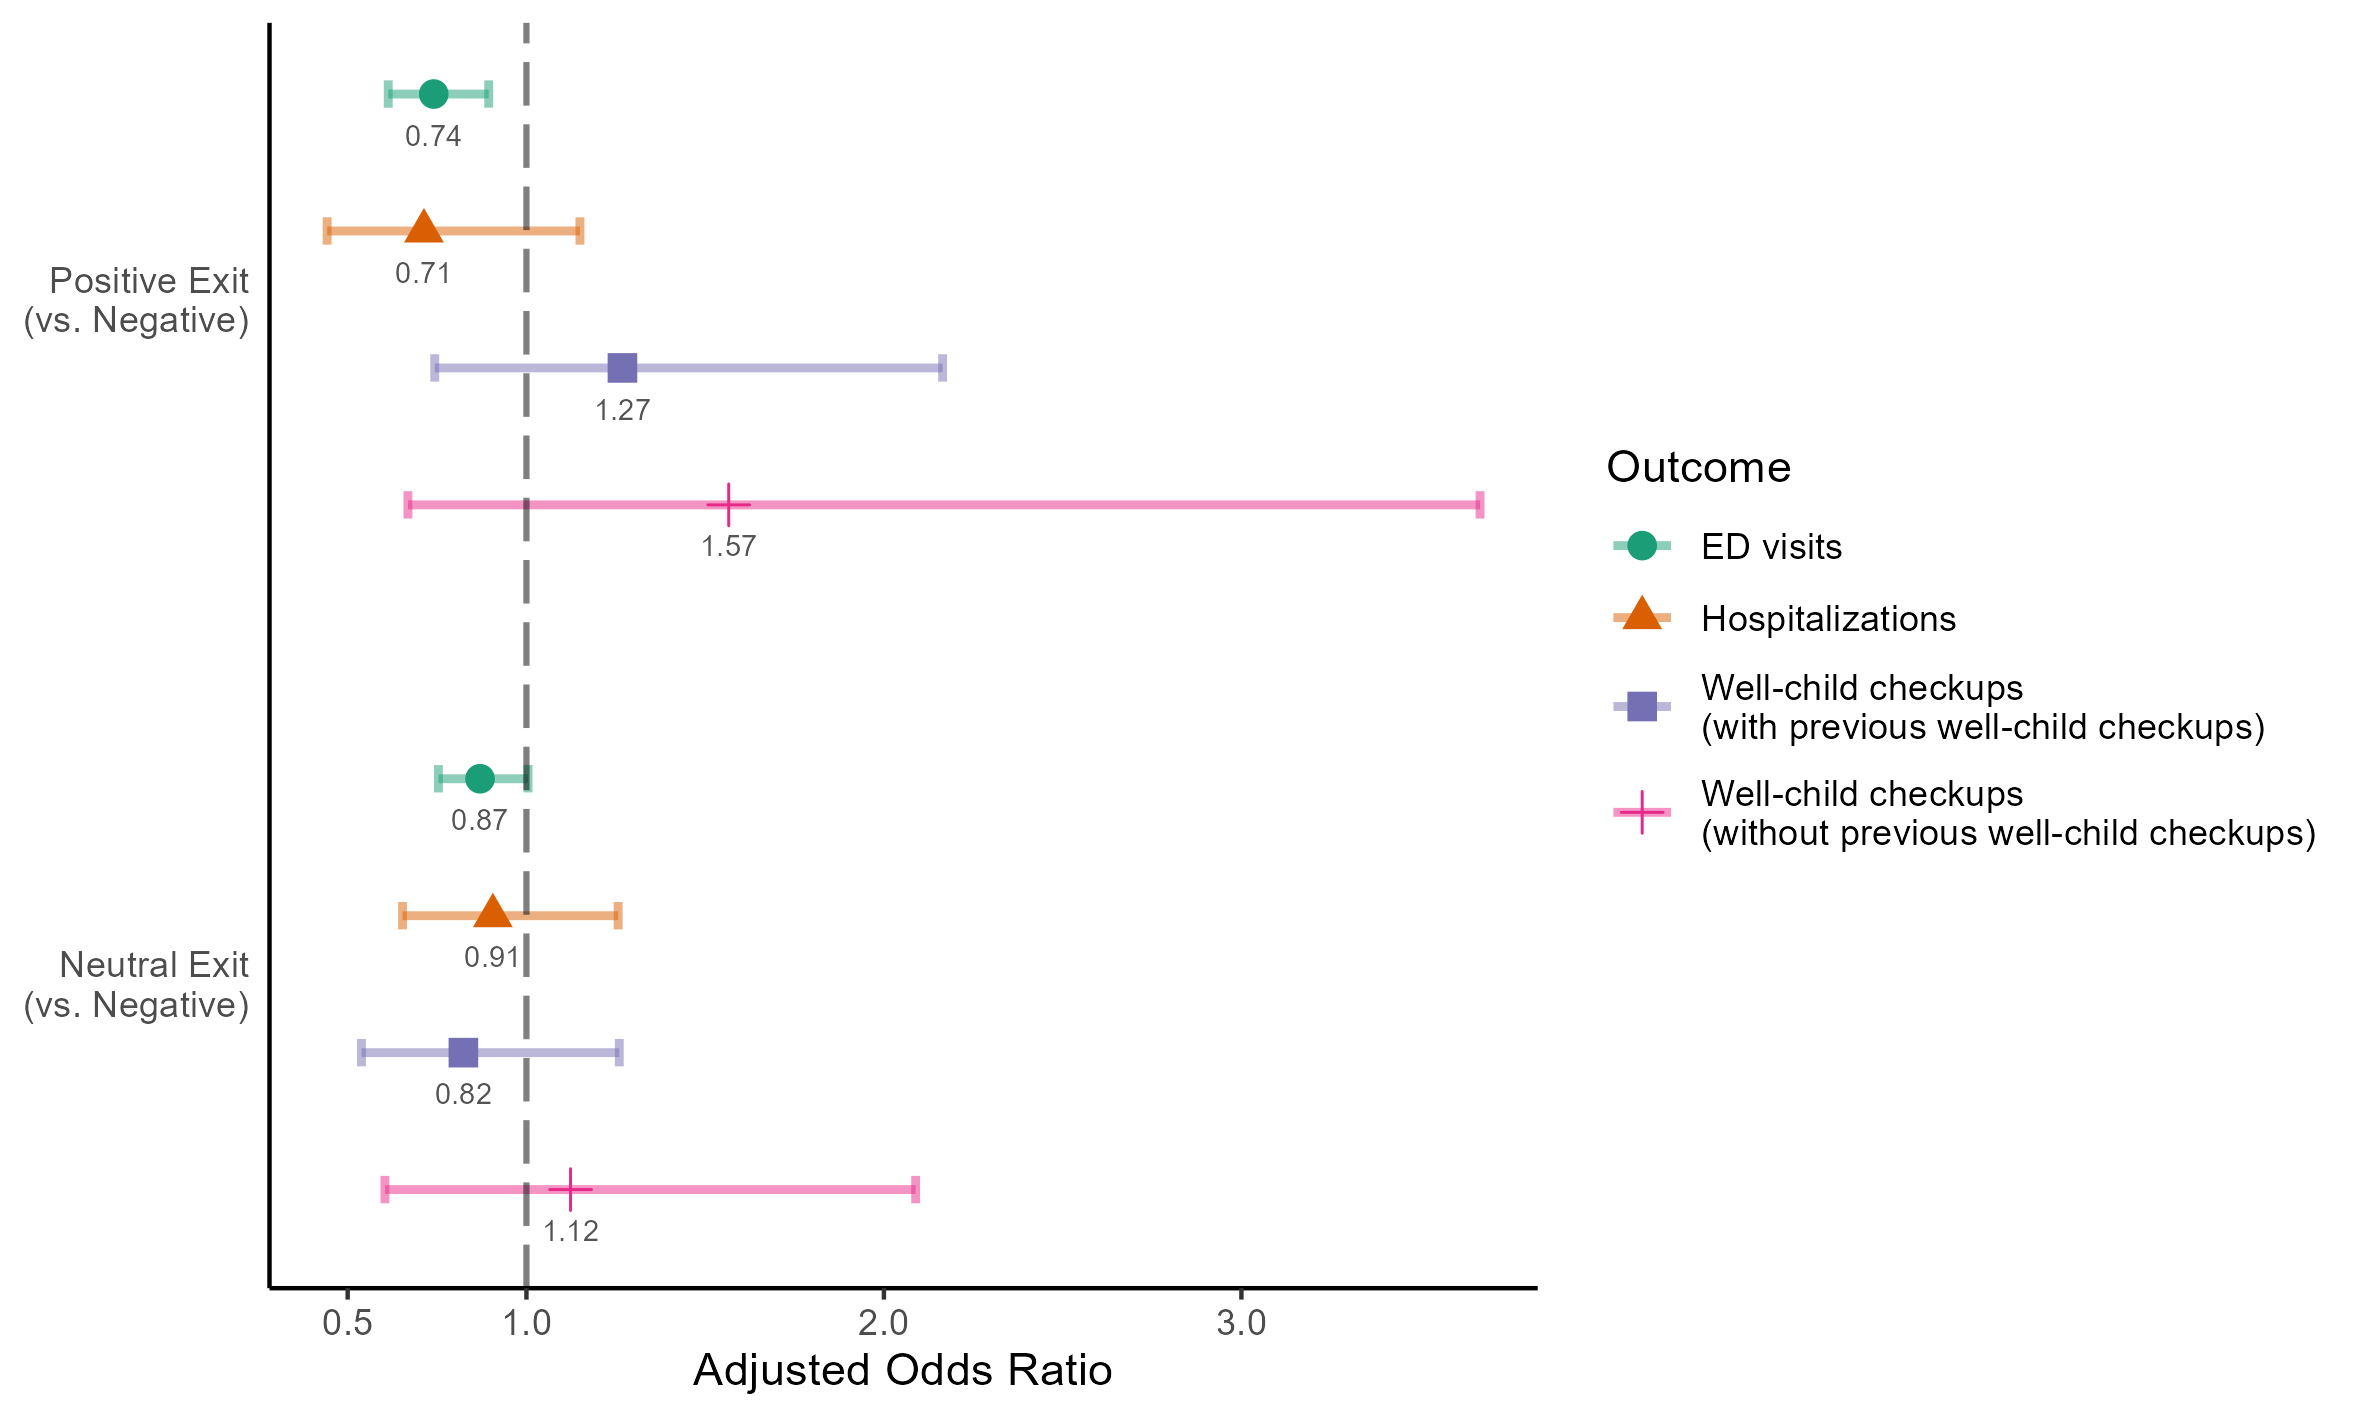 0.74
0.71
Positive Exit
(vs. Negative)
1.27
1.57
0.87
0.91
Neutral Exit
(vs. Negative)
0.82
1.12
0.5
1.0
2.0
3.0
Adjusted Odds Ratio
Outcome
ED visits
Hospitalizations
Well-child checkups
(with previous well-child checkups)
Well-child checkups
(without previous well-child checkups)